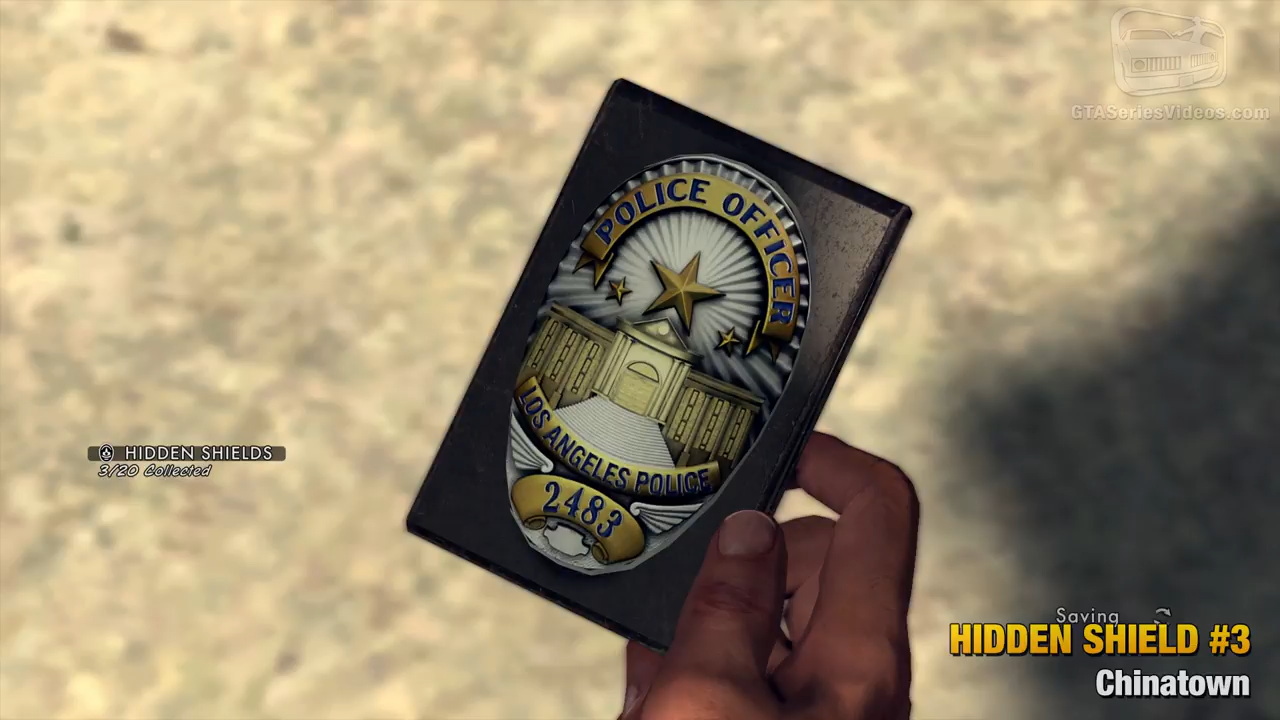 GTASeriesVideos.com
POLICE OFFICER
LOS ANGELES POLICE
2483
HIDDEN SHIELDS
3/20 Collected
Saving
HIDDEN SHIELD #3
Chinatown